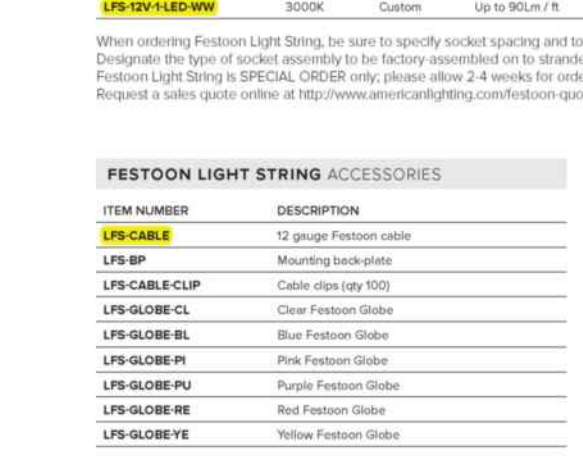 LFS-12V-1-LED-WW 3000K Custom Up to 90Lm / ft
When ordering Festoon Light String, be sure to specify socket spacing and to
Designate the type of socket assembly to be factory-assembled on to strande
Festoon Light String is SPECIAL ORDER only; please allow 2-4 weeks for orde
Request a sales quote online at http://www.americanlighting.com/festoon-quo
FESTOON LIGHT STRING ACCESSORIES
ITEM NUMBER DESCRIPTION
LFS-CABLE 12 gauge Festoon cable
LFS-BP Mounting back-plate
LFS-CABLE-CLIP Cable clips (qty 100)
LFS-GLOBE-CL Clear Festoon Globe
LFS-GLOBE-BL Blue Festoon Globe
LFS-GLOBE-PI Pink Festoon Globe
LFS-GLOBE-PU Purple Festoon Globe
LFS-GLOBE-RE Red Festoon Globe
LFS-GLOBE-YE Yellow Festoon Globe